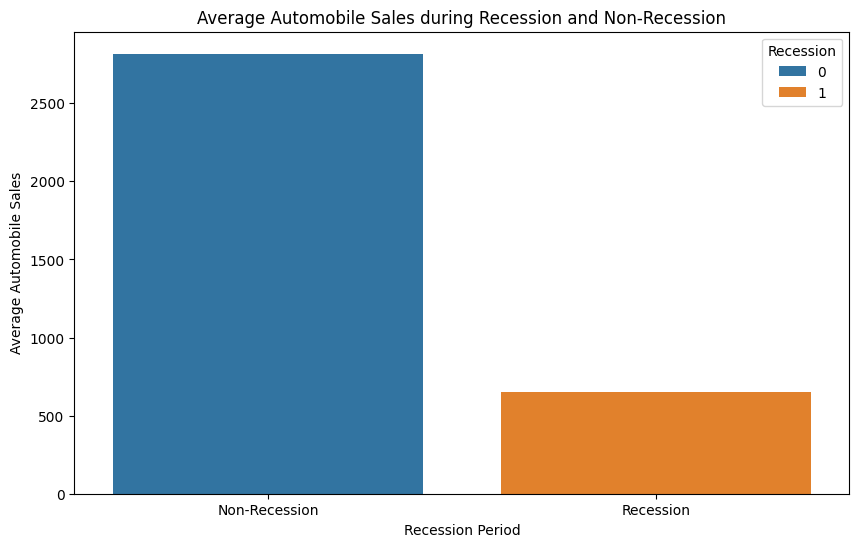 Average Automobile Sales during Recession and Non-Recession
Recession
0
1
Average Automobile Sales
2500
2000
1500
1000
500
0
Non-Recession
Recession
Recession Period